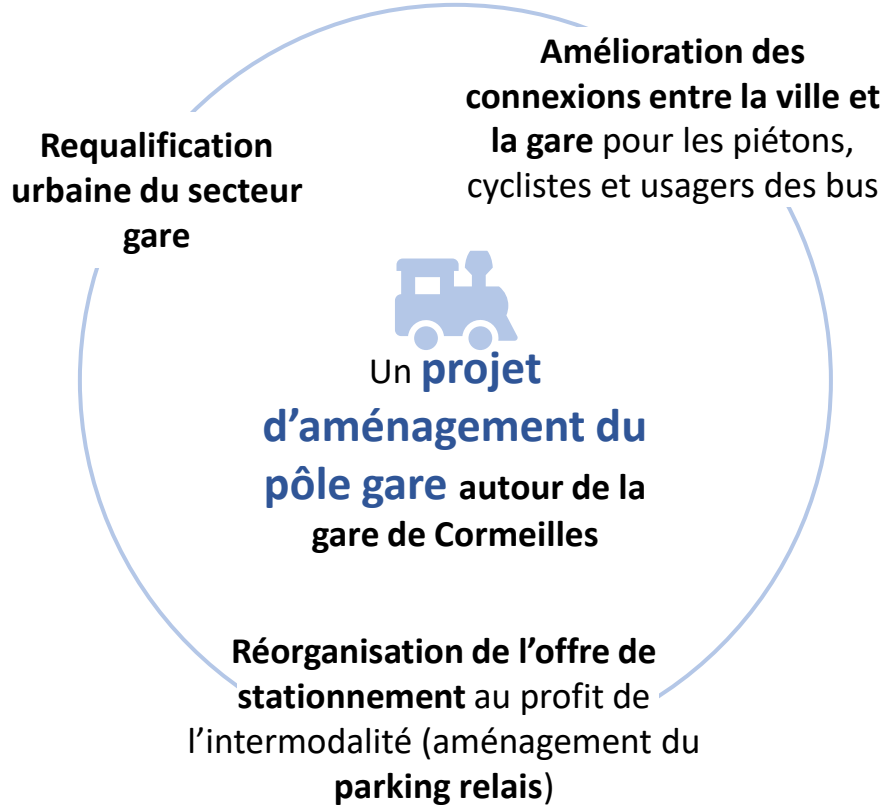 Amélioration des
connexions entre la ville et
la gare pour les piétons,
cyclistes et usagers des bus
Requalification
urbaine du secteur
gare
Un projet
d’aménagement du
pôle gare autour de la
gare de Cormeilles
Réorganisation de l’offre de
stationnement au profit de
l’intermodalité (aménagement du
parking relais)